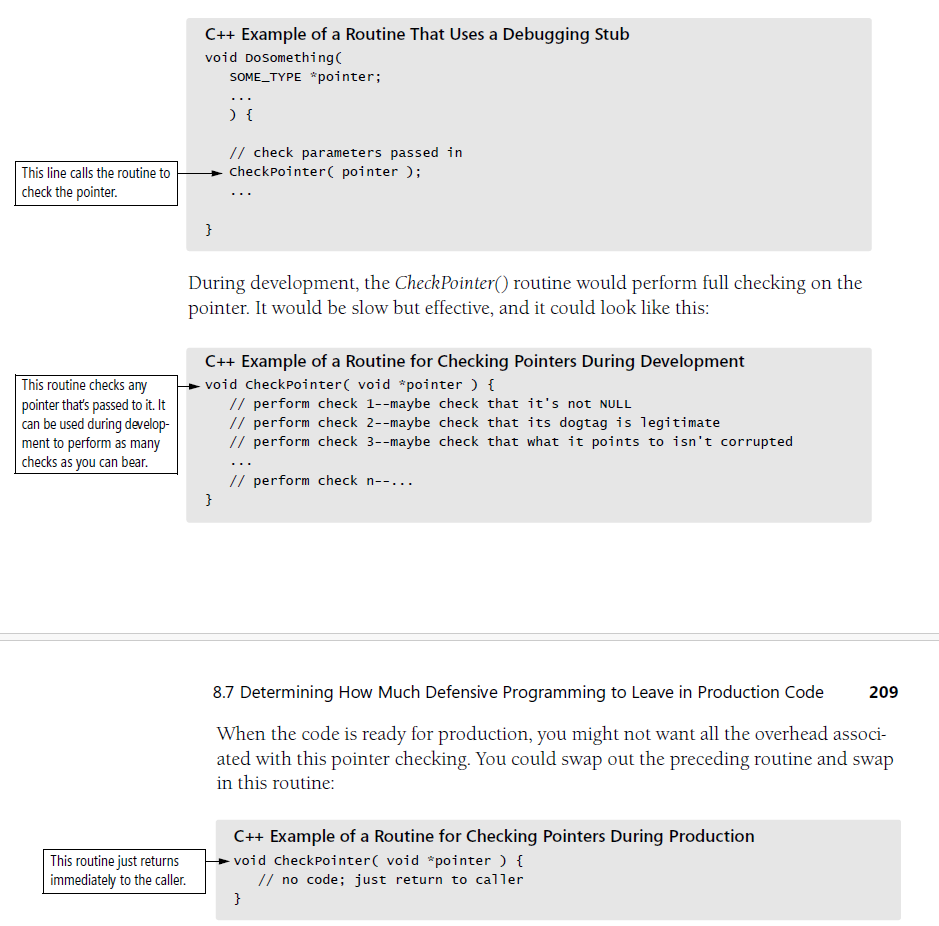 C++ Example of a Routine That Uses a Debugging Stub
void DoSomething(
SOME_TYPE *pointer;
...
) {
// check parameters passed in
This line calls the routine to
check the pointer.
CheckPointer( pointer );
...
}
During development, the CheckPointer() routine would perform full checking on the
pointer. It would be slow but effective, and it could look like this:
C++ Example of a Routine for Checking Pointers During Development
This routine checks any
pointer that's passed to it. It
can be used during develop-
ment to perform as many
checks as you can bear.
void CheckPointer( void *pointer ) {
// perform check 1--maybe check that it's not NULL
// perform check 2--maybe check that its dogtag is legitimate
// perform check 3--maybe check that what it points to isn't corrupted
...
// perform check n--...
}
8.7 Determining How Much Defensive Programming to Leave in Production Code 209
When the code is ready for production, you might not want all the overhead associ-
ated with this pointer checking. You could swap out the preceding routine and swap
in this routine:
C++ Example of a Routine for Checking Pointers During Production
This routine just returns
immediately to the caller.
void CheckPointer( void *pointer ) {
// no code; just return to caller
}